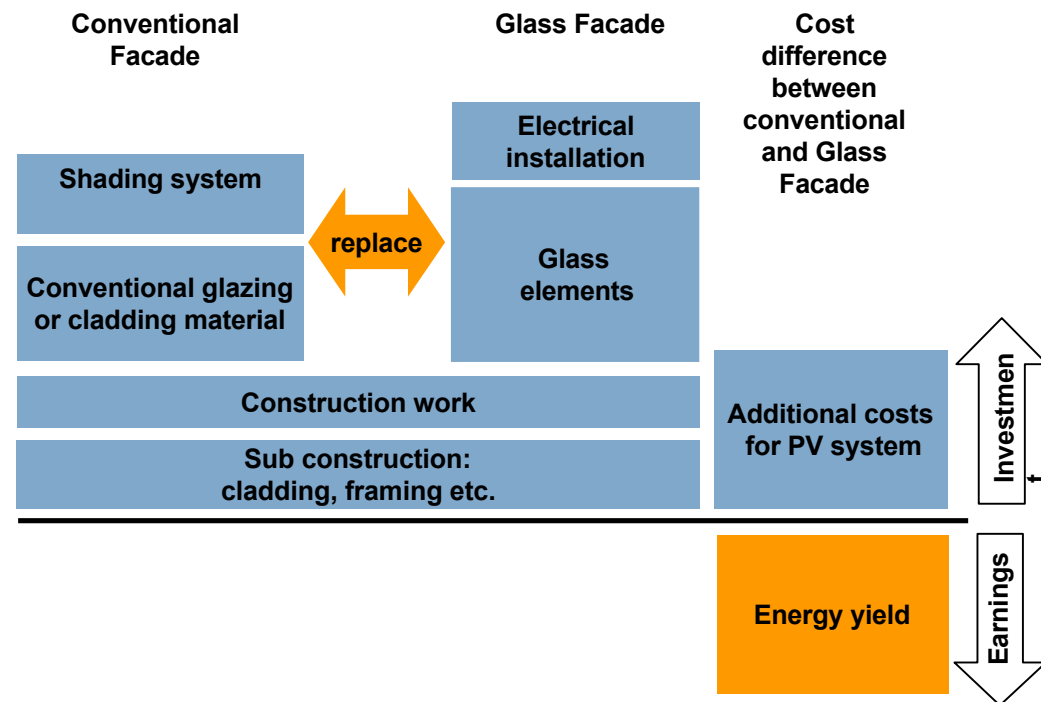 Conventional
Facade
Glass Facade
Cost
difference
between
conventional
and Glass
Facade
Electrical
installation
Shading system
replace
Glass
elements
Conventional glazing
or cladding material
Construction work
Additional costs
for PV system
Investmen
t
Sub construction:
cladding, framing etc.
Energy yield
Earnings